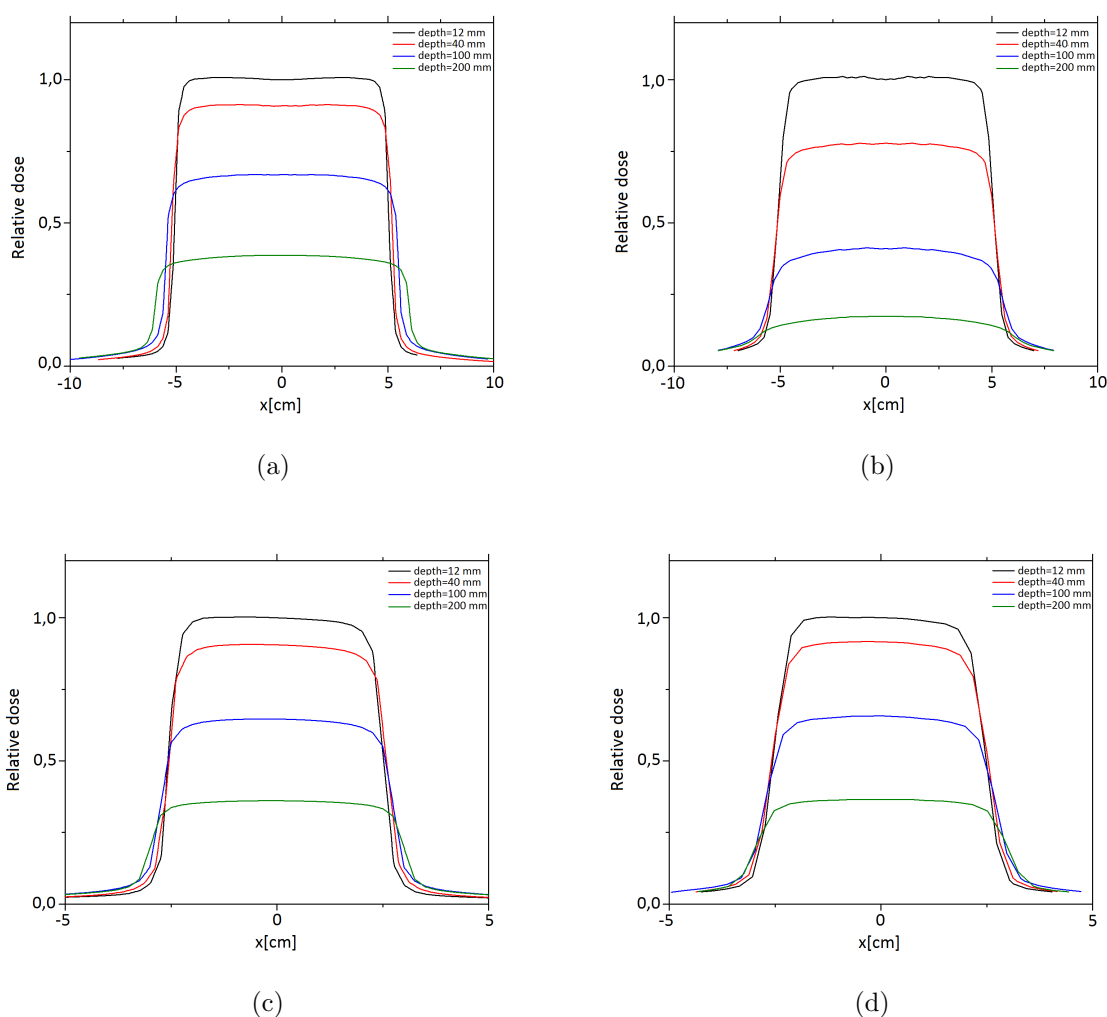 depth=12 mm
depth=40 mm
depth=100 mm
depth=200 mm
1,0
0,5
0,0
Relative dose
-10
-5
0
5
10
x[cm]
(a)
depth=12 mm
depth=40 mm
depth=100 mm
depth=200 mm
1,0
0,5
0,0
Relative dose
-10
-5
0
5
10
x[cm]
(b)
depth=12 mm
depth=40 mm
depth=100 mm
depth=200 mm
1,0
0,5
0,0
Relative dose
-5
0
5
x[cm]
(c)
depth=12 mm
depth=40 mm
depth=100 mm
depth=200 mm
1,0
0,5
0,0
Relative dose
-5
0
5
x[cm]
(d)